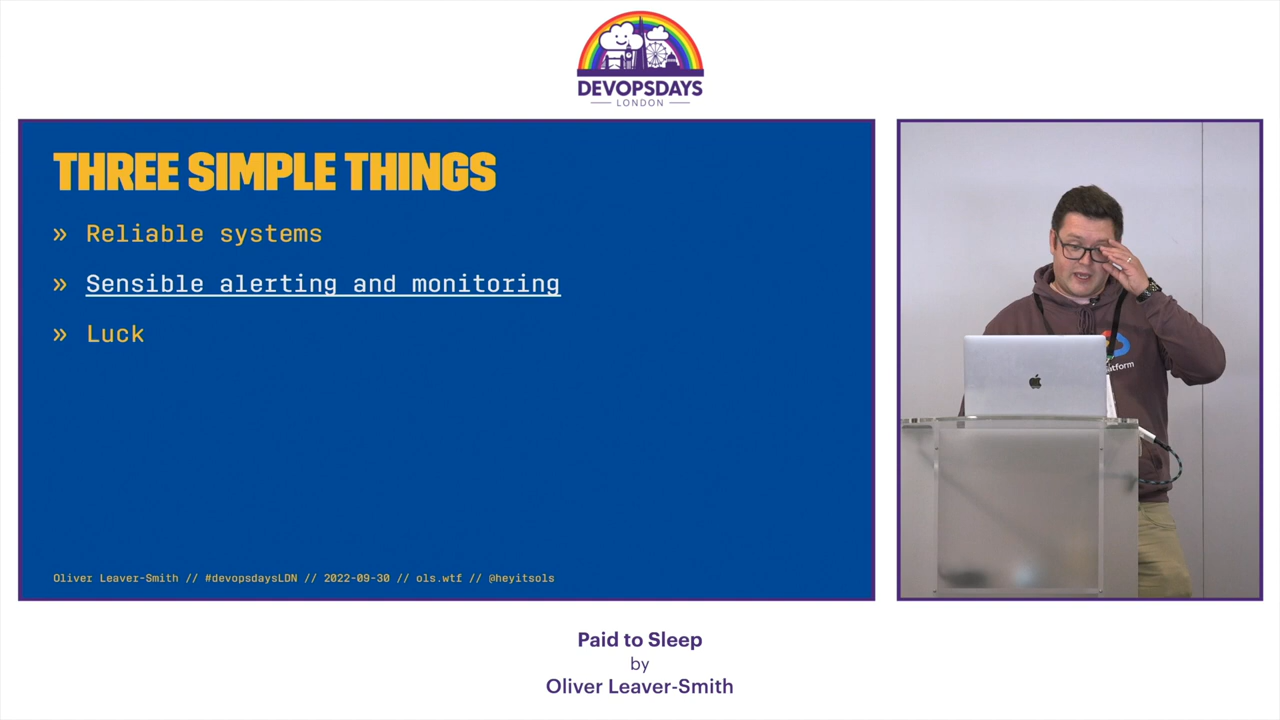 DEVOPSDAYS
LONDON
THREE SIMPLE THINGS
» Reliable systems
» Sensible alerting and monitoring
» Luck
Oliver Leaver-Smith // #devopsdaysLDN // 2022-09-30 // ols.wtf // @heyitsols
Paid to Sleep
by
Oliver Leaver-Smith